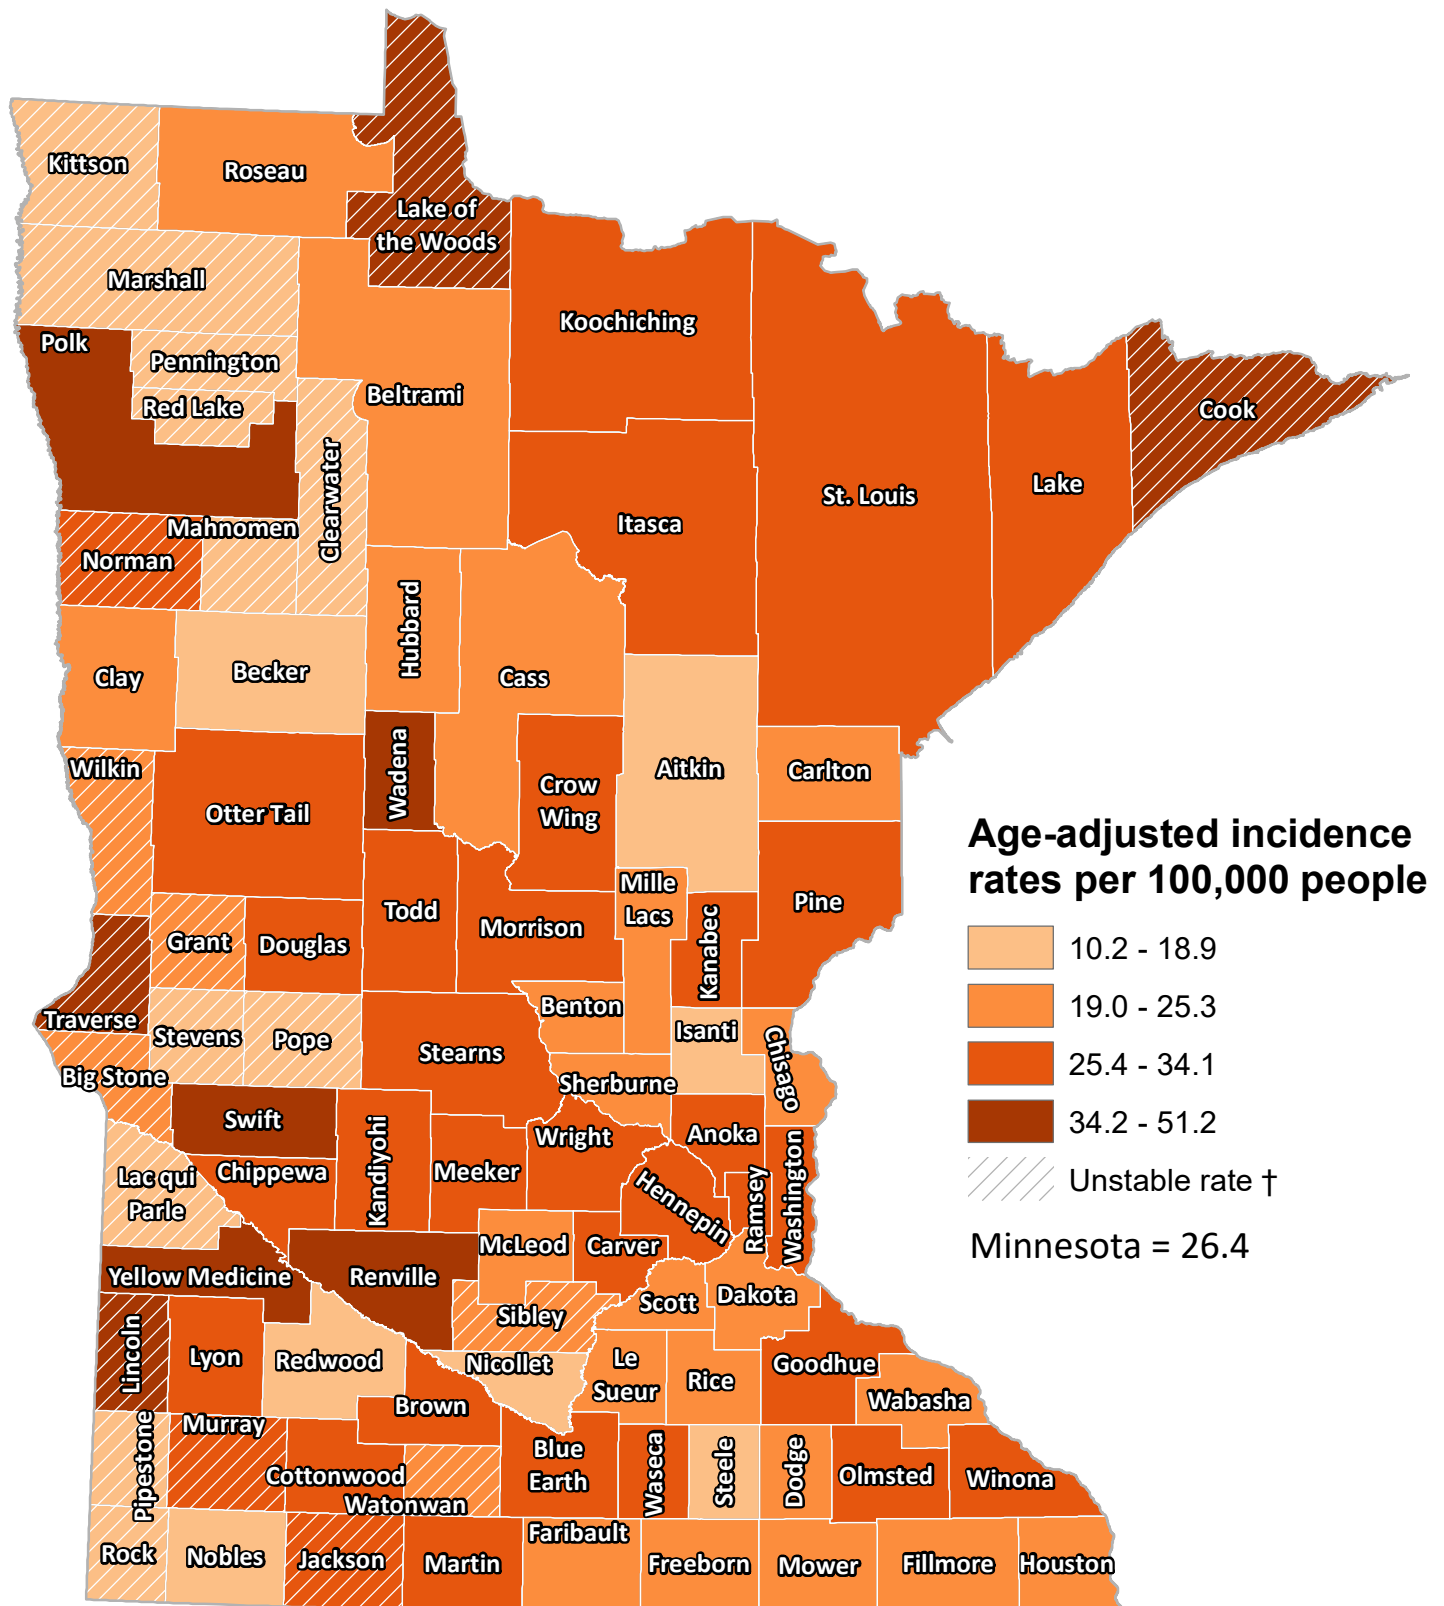 Kittson
Roseau
Lake of
the Woods
Marshall
Koochiching
Polk
Pennington
Beltrami
Red Lake
Cook
Clearwater
St. Louis
Lake
Itasca
Mahnomen
Norman
Hubbard
Becker
Clay
Cass
Wadena
Wilkin
Aitkin
Carlton
Crow
Wing
Otter Tail
Mille
Lacs
Todd
Pine
Morrison
Kanabec
Grant
Douglas
Benton
Traverse
Stevens
Pope
Isanti
Stearns
Chisago
Big Stone
Sherburne
Swift
Wright
Anoka
Kandiyohi
Chippewa
Meeker
Lac qui
Parle
Hennepin
Ramsey
Washington
McLeod
Carver
Yellow Medicine
Renville
Dakota
Scott
Sibley
Lincoln
Lyon
Redwood
Nicollet
Le
Sueur
Rice
Goodhue
Wabasha
Brown
Murray
Pipestone
Blue
Earth
Waseca
Steele
Dodge
Olmsted
Winona
Cottonwood
Watonwan
Rock
Nobles
Jackson
Martin
Faribault
Freeborn
Mower
Fillmore
Houston
Age-adjusted incidence
rates per 100,000 people
10.2 - 18.9
19.0 - 25.3
25.4 - 34.1
34.2 - 51.2
Unstable rate †
Minnesota = 26.4